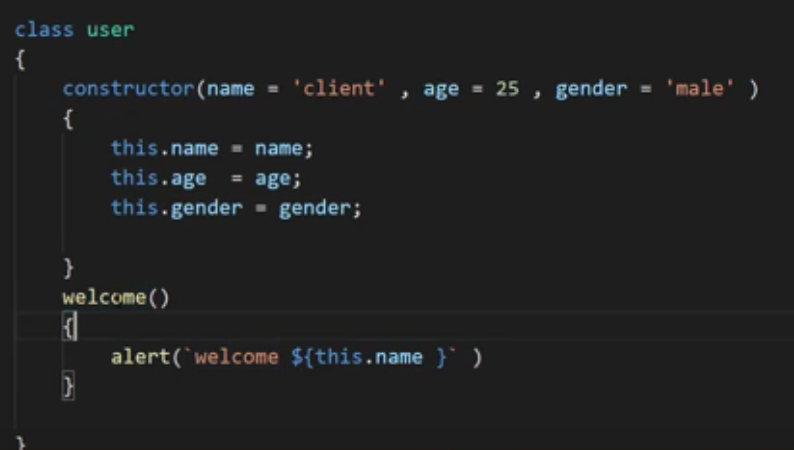 class user
{
constructor(name = 'client' , age = 25 , gender = 'male' )
{
this.name = name;
this.age  = age;
this.gender = gender;
}
welcome()
{
alert(`welcome ${this.name }` )
}
}